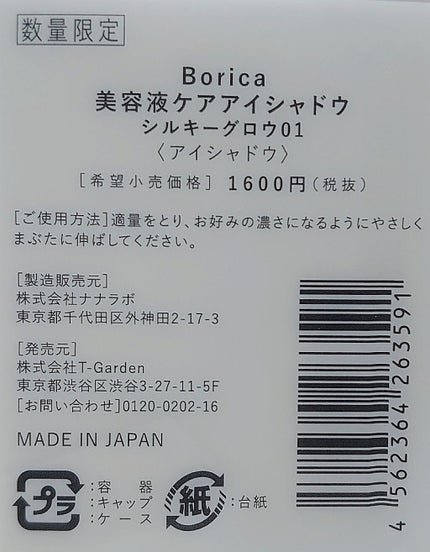 数量限定
Borica
美容液ケアアイシャドウ
シルキーグロウ01
〈アイシャドウ〉
[希望小売価格] 1600円(税抜)
[ご使用方法]適量をとり、お好みの濃さになるようにやさしく
まぶたに伸ばしてください。
[製造販売元]
株式会社ナナラボ
東京都千代田区外神田2-17-3
[発売元]
株式会社T-Garden
東京都渋谷区渋谷3-27-11-5F
[お問い合わせ]0120-0202-16
MADE IN JAPAN
プラ
:容器
:キャップ
:ケース
紙
:台紙
4562364263591